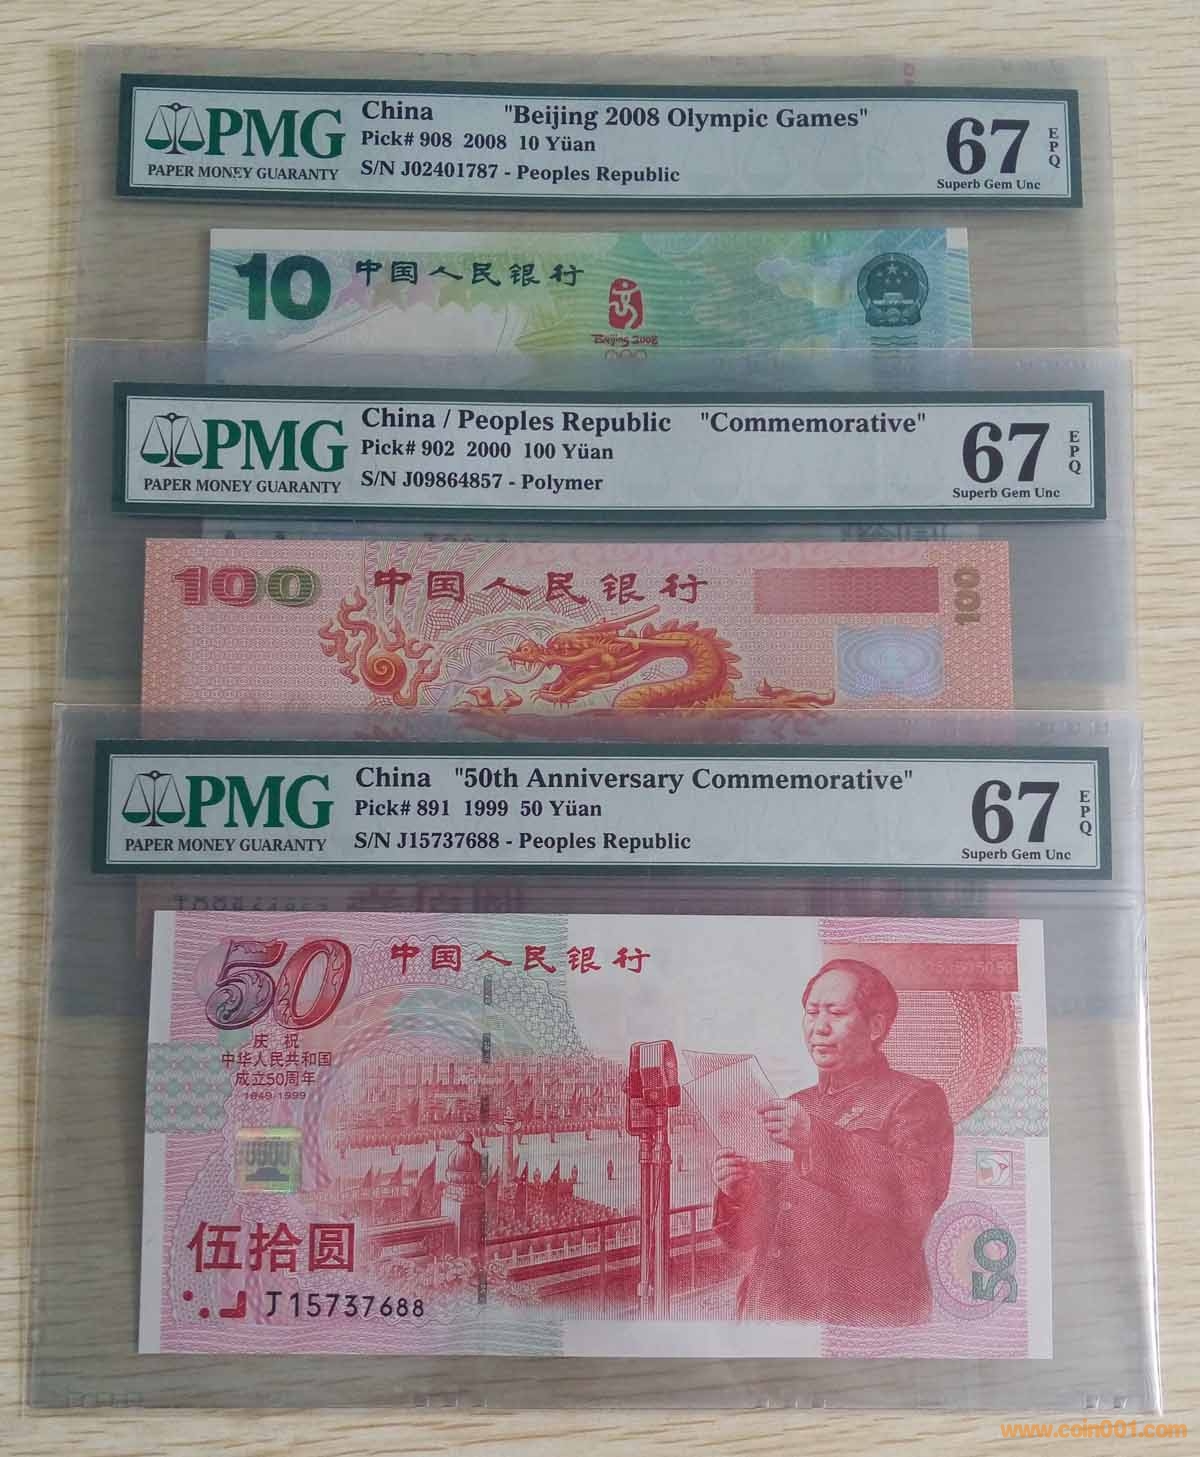 PMG
PAPER MONEY GUARANTY
China "Beijing 2008 Olympic Games"
Pick# 908 2008 10 Yüan
S/N J02401787 - Peoples Republic
67
EPQ
Superb Gem Unc
10 中国人民银行
Beijing 2008
PMG
PAPER MONEY GUARANTY
China / Peoples Republic "Commemorative"
Pick# 902 2000 100 Yüan
S/N J09864857 - Polymer
67
EPQ
Superb Gem Unc
100 中国人民银行
100
PMG
PAPER MONEY GUARANTY
China "50th Anniversary Commemorative"
Pick# 891 1999 50 Yüan
S/N J15737688 - Peoples Republic
67
EPQ
Superb Gem Unc
50 中国人民银行
庆祝
中华人民共和国
成立50周年
1949-1999
伍拾圆
J15737688
50
www.coin001.com